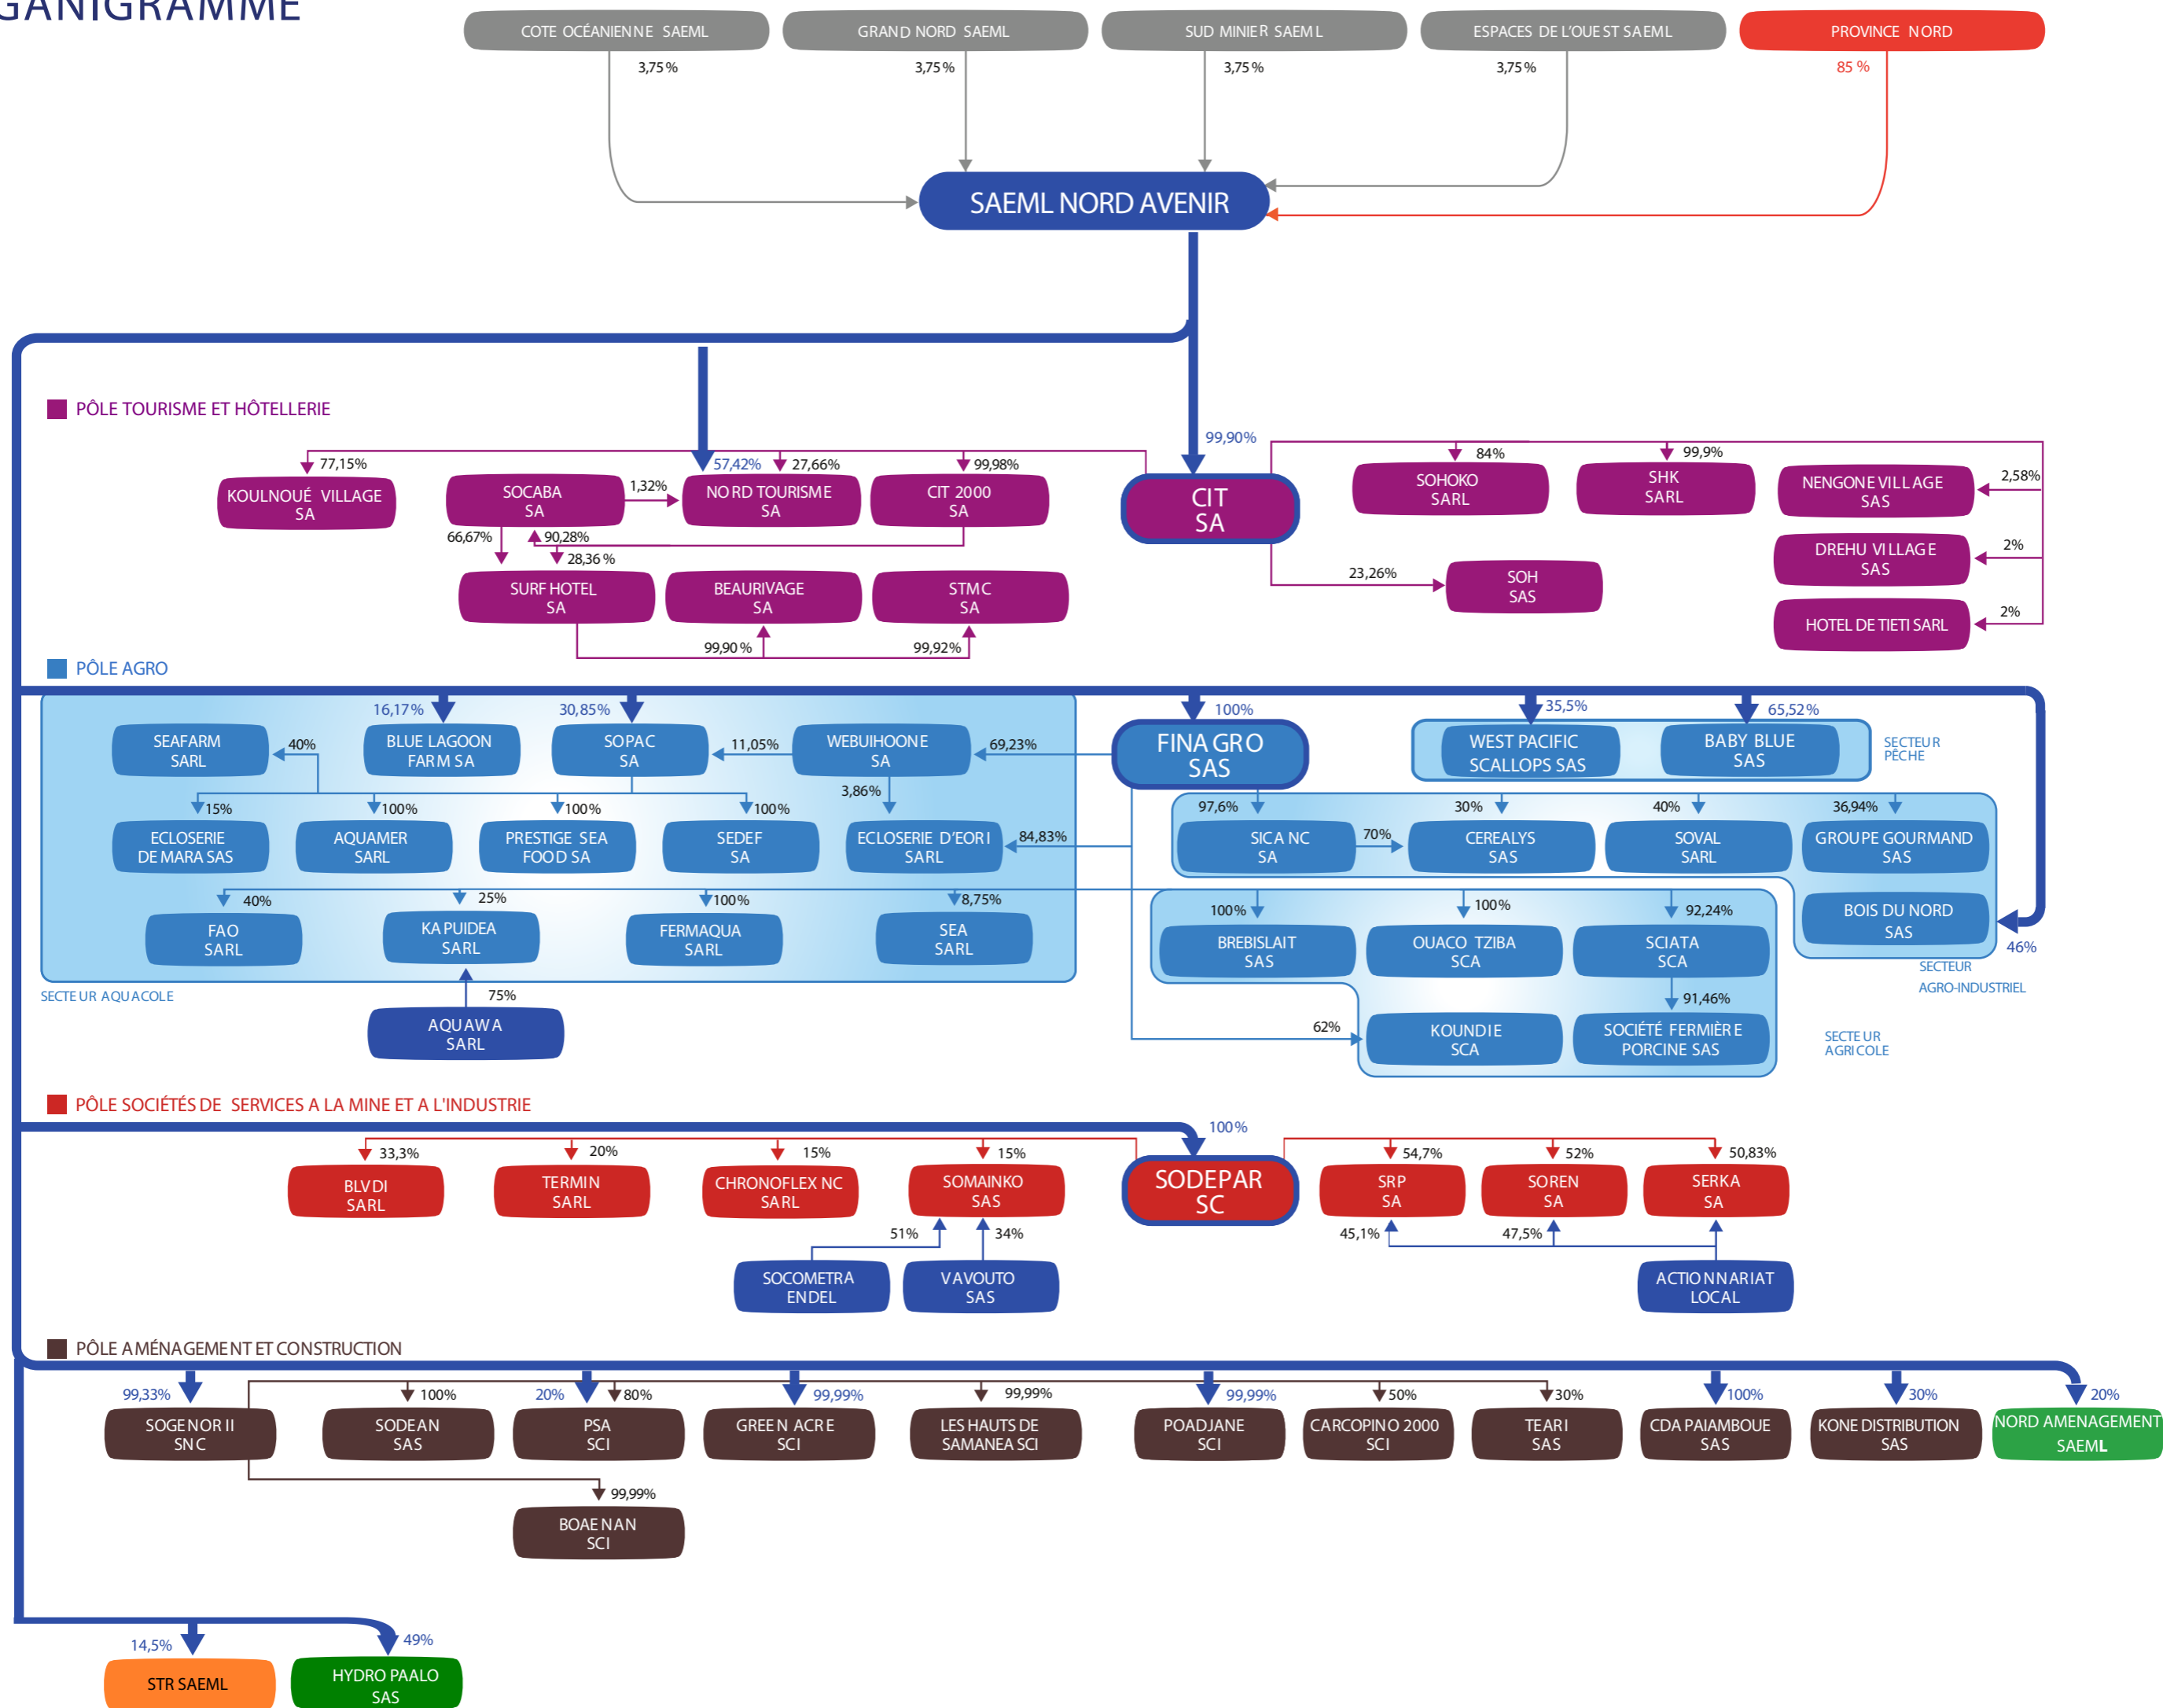 GANIGRAMME
COTE OCÉANIENNE SAEML
GRAND NORD SAEML
SUD MINIER SAEML
ESPACES DE L'OUEST SAEML
PROVINCE NORD
3,75%
3,75%
3,75%
3,75%
85 %
SAEML NORD AVENIR
PÔLE TOURISME ET HÔTELLERIE
99,90%
77,15%
57,42%
27,66%
99,98%
84%
99,9%
KOULNOUÉ VILLAGE
SA
SOCABA
SA
1,32%
NORD TOURISME
SA
CIT 2000
SA
CIT
SA
SOHOKO
SARL
SHK
SARL
NENGONE VILLAGE
SAS
2,58%
66,67%
90,28%
28,36 %
DREHU VILLAGE
SAS
2%
SURF HOTEL
SA
BEAURIVAGE
SA
STMC
SA
23,26%
SOH
SAS
HOTEL DE TIETI SARL
2%
99,90 %
99,92%
PÔLE AGRO
16,17%
30,85%
100%
35,5%
65,52%
SEAFARM
SARL
40%
BLUE LAGOON
FARM SA
SOPAC
SA
11,05%
WEBUIHOONE
SA
69,23%
FINAGRO
SAS
WEST PACIFIC
SCALLOPS SAS
BABY BLUE
SAS
SECTEUR
PÊCHE
15%
100%
100%
100%
3,86%
97,6%
30%
40%
36,94%
ECLOSERIE
DE MARA SAS
AQUAMER
SARL
PRESTIGE SEA
FOOD SA
SEDEF
SA
ECLOSERIE D'EORI
SARL
84,83%
SICA NC
SA
70%
CEREALYS
SAS
SOVAL
SARL
GROUPE GOURMAND
SAS
40%
25%
100%
8,75%
100%
100%
92,24%
FAO
SARL
KAPUIDEA
SARL
FERMAQUA
SARL
SEA
SARL
BREBISLAIT
SAS
OUACO TZIBA
SCA
SCIATA
SCA
BOIS DU NORD
SAS
46%
SECTEUR AQUACOLE
SECTEUR
AGRO-INDUSTRIEL
75%
91,46%
AQUAWA
SARL
62%
KOUNDIE
SCA
SOCIÉTÉ FERMIÈRE
PORCINE SAS
SECTEUR
AGRICOLE
PÔLE SOCIÉTÉS DE SERVICES A LA MINE ET A L'INDUSTRIE
100%
33,3%
20%
15%
15%
54,7%
52%
50,83%
BLVDI
SARL
TERMIN
SARL
CHRONOFLEX NC
SARL
SOMAINKO
SAS
SODEPAR
SC
SRP
SA
SOREN
SA
SERKA
SA
51%
34%
45,1%
47,5%
SOCOMETRA
ENDEL
VAVOUTO
SAS
ACTIONNARIAT
LOCAL
PÔLE AMÉNAGEMENT ET CONSTRUCTION
99,33%
100%
20%
80%
99,99%
99,99%
99,99%
50%
30%
100%
30%
20%
SOGENOR II
SNC
SODEAN
SAS
PSA
SCI
GREEN ACRE
SCI
LES HAUTS DE
SAMANEA SCI
POADJANE
SCI
CARCOPINO 2000
SCI
TEARI
SAS
CDA PAIAMBOUE
SAS
KONE DISTRIBUTION
SAS
NORD AMENAGEMENT
SAEML
99,99%
BOAENAN
SCI
14,5%
49%
STR SAEML
HYDRO PAALO
SAS